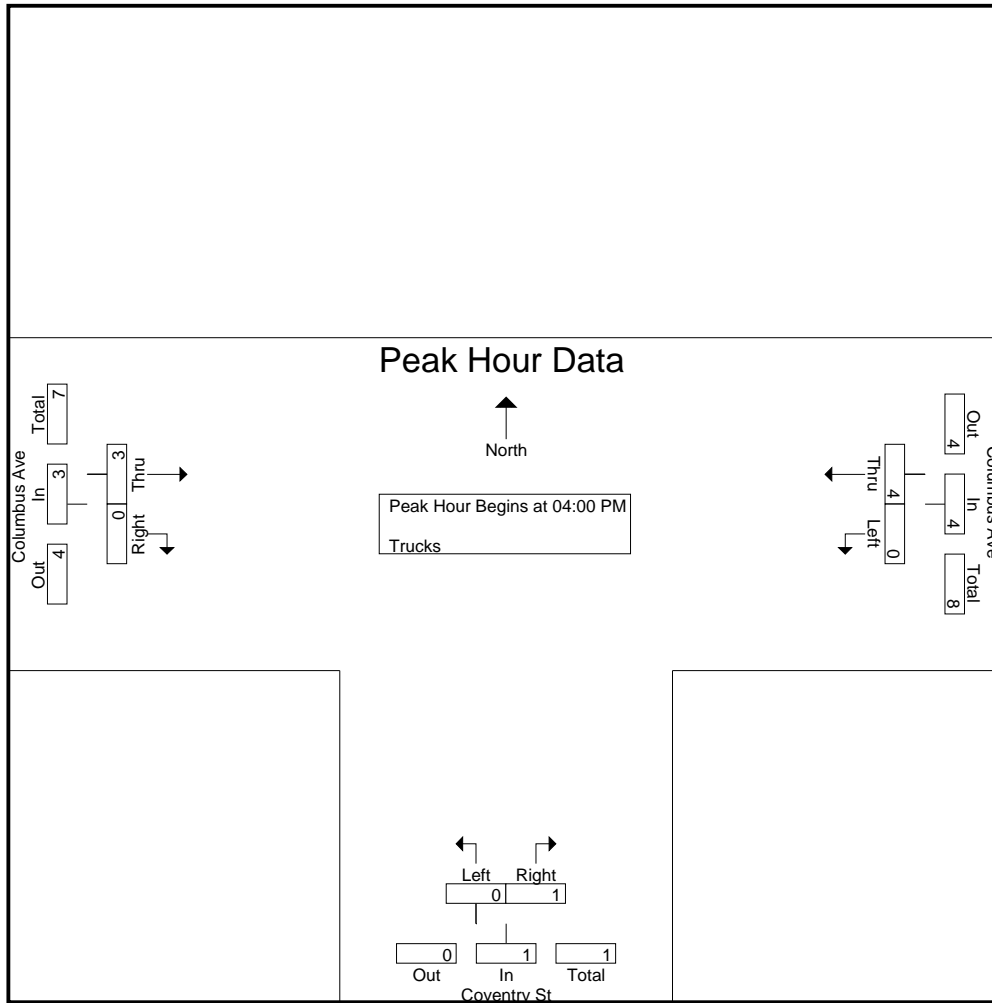 Peak Hour Data
North
Peak Hour Begins at 04:00 PM
Trucks
Columbus Ave
Total
7
In
3
Out
4
Thru
3
Right
0
Columbus Ave
Out
4
In
4
Total
8
Thru
4
Left
0
Left Right
0 1
0 1 1
Out In Total
Coventry St